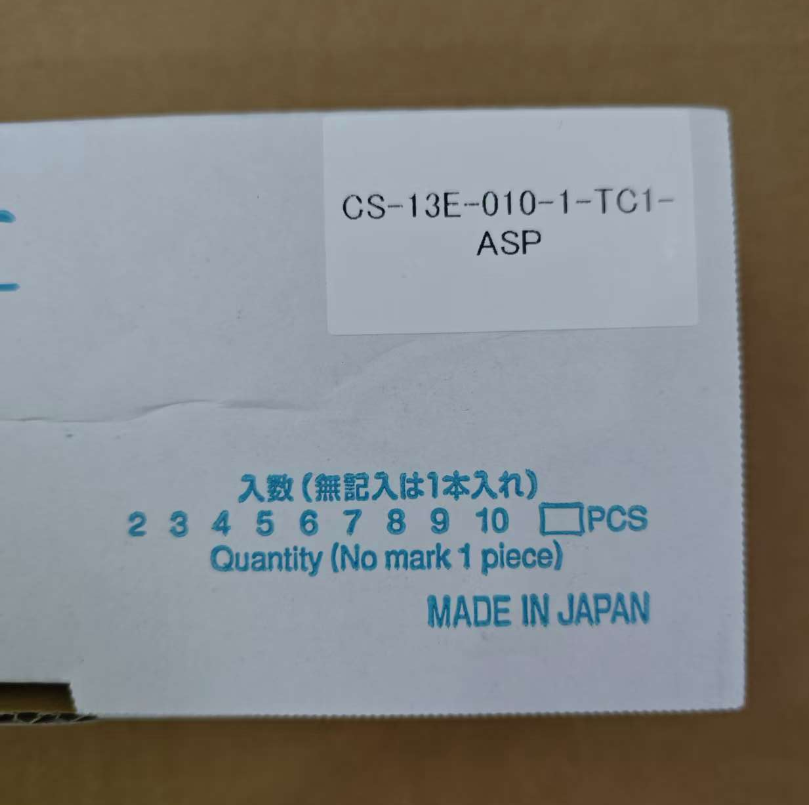 CS-13E-010-1-TC1-
ASP
入数(無記入は1本入れ)
2 3 4 5 6 7 8 9 10 □PCS
Quantity (No mark 1 piece)
MADE IN JAPAN